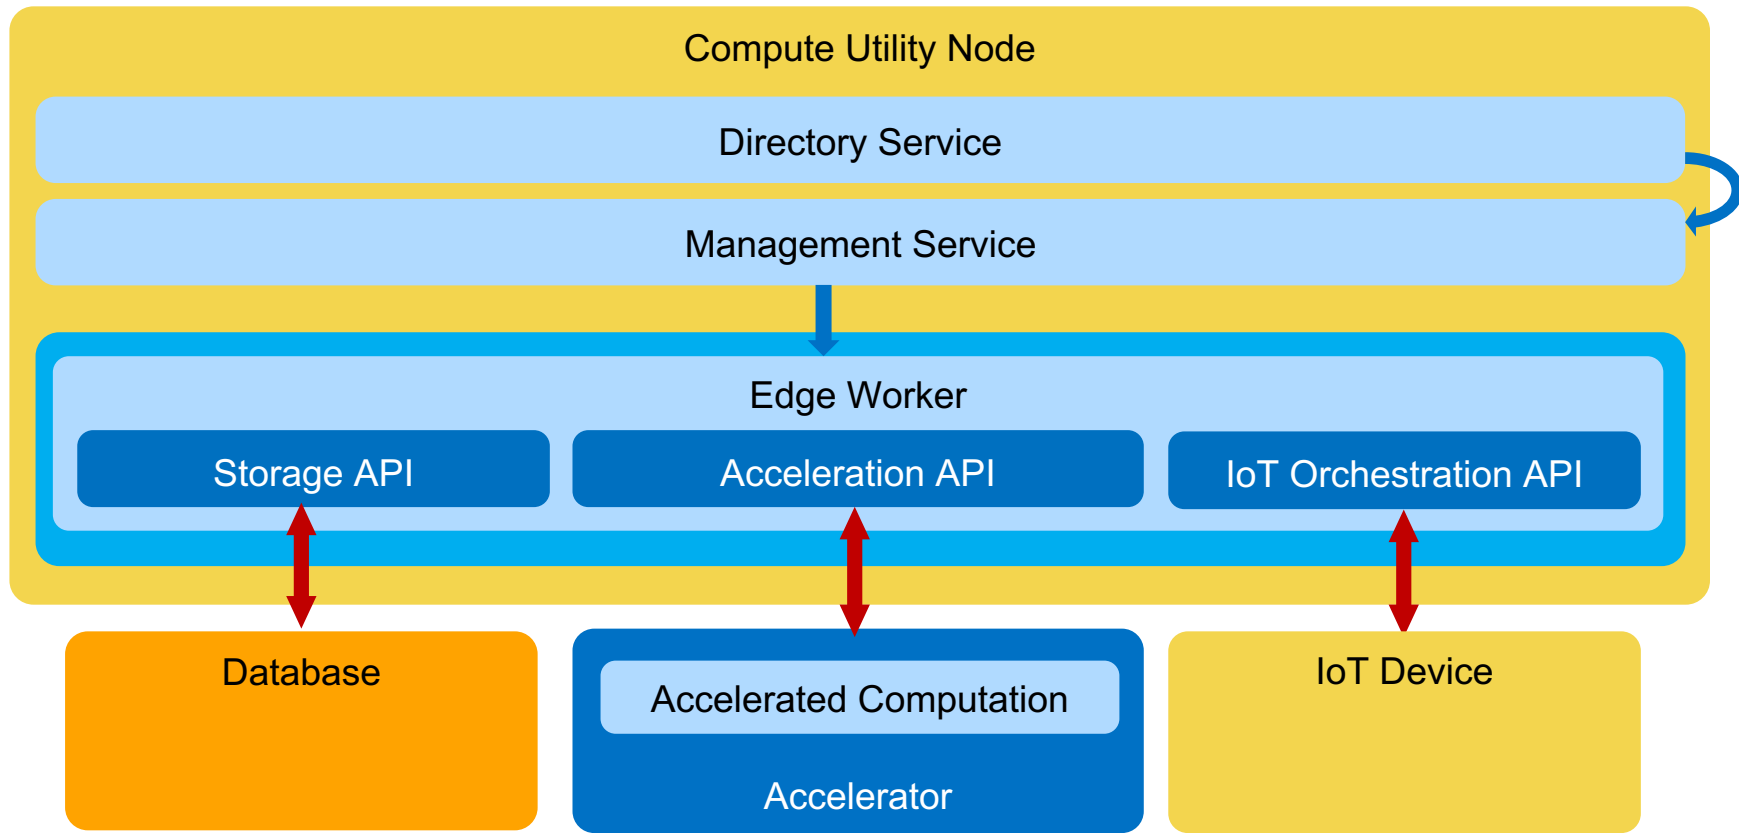 Compute Utility Node
Directory Service
Management Service
Edge Worker
Storage API
Acceleration API
IoT Orchestration API
Database
Accelerated Computation
Accelerator
IoT Device